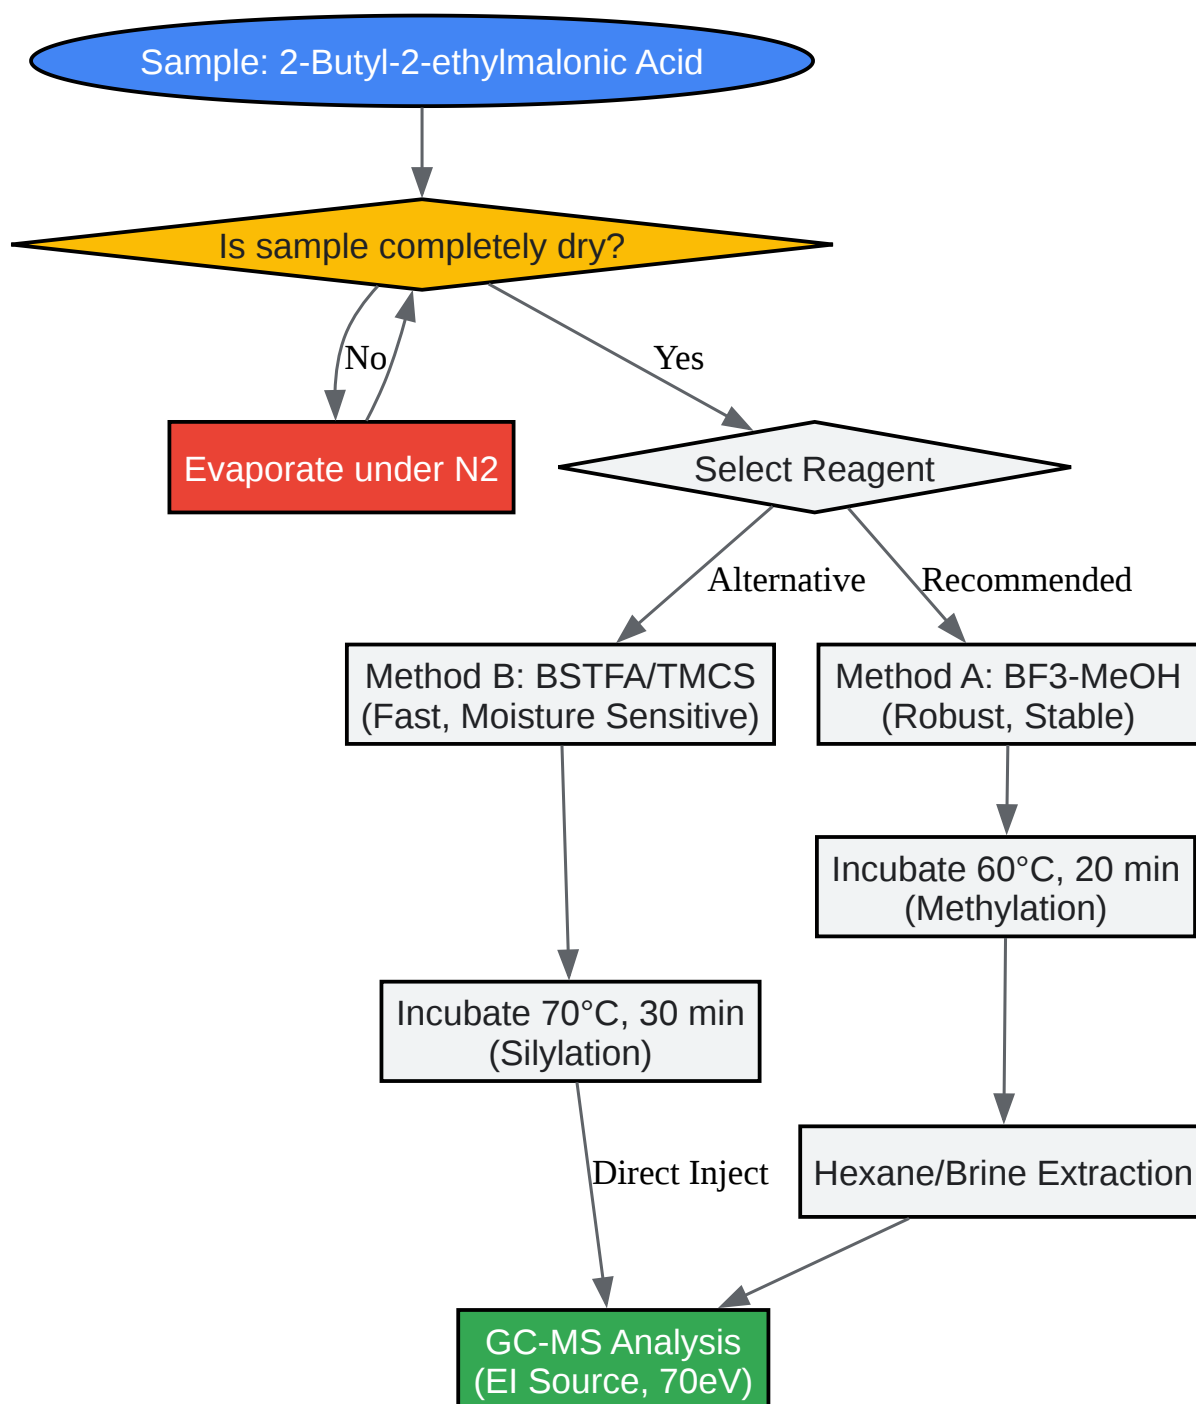 Sample: 2-Butyl-2-ethylmalonic Acid
Is sample completely dry?
No
Yes
Evaporate under N2
Select Reagent
Alternative
Recommended
Method B: BSTFA/TMCS
(Fast, Moisture Sensitive)
Method A: BF3-MeOH
(Robust, Stable)
Incubate 60°C, 20 min
(Methylation)
Incubate 70°C, 30 min
(Silylation)
Direct Inject
Hexane/Brine Extraction
GC-MS Analysis
(EI Source, 70eV)